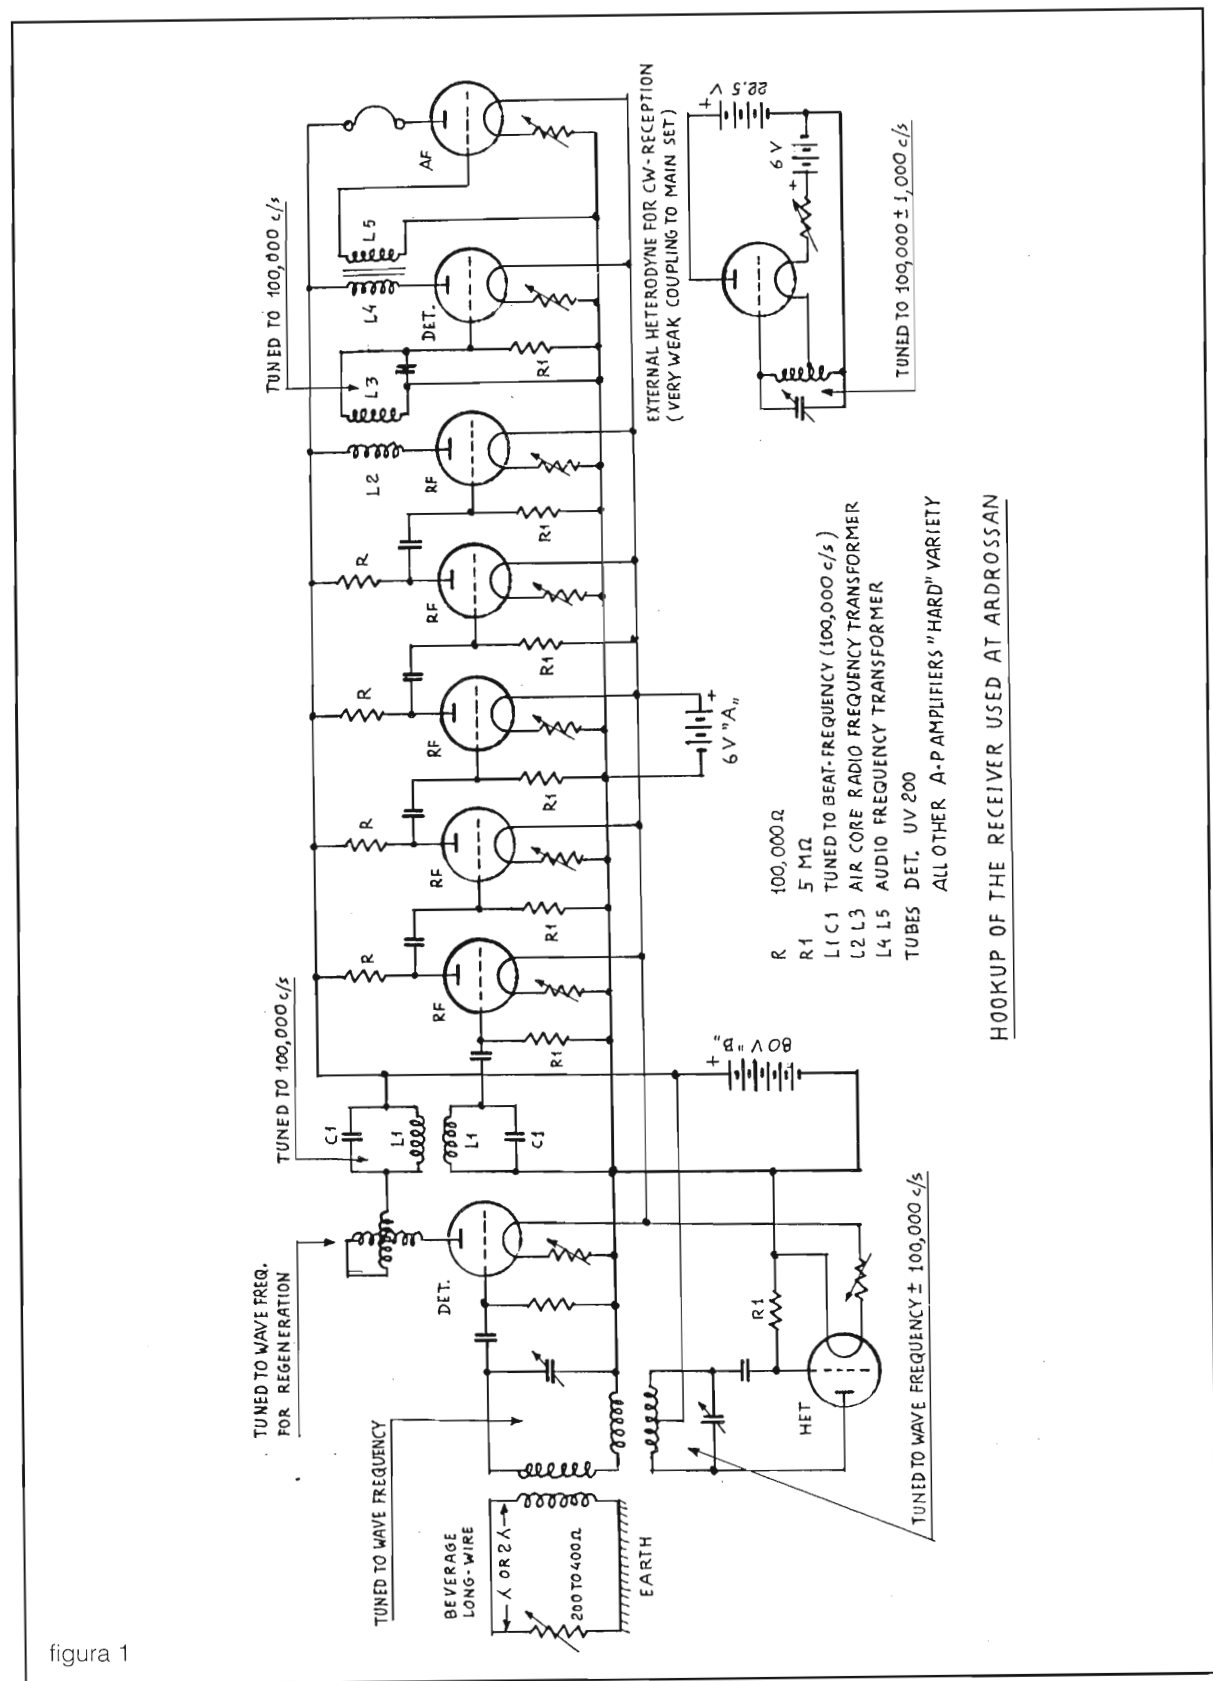 TUNED TO WAVE FREQ.
FOR REGENERATION
TUNED TO 100,000 c/s
TUNED TO 100,000 c/s
TUNED TO WAVE FREQUENCY
BEVERAGE
LONG-WIRE
λ OR 2λ
200 TO 400Ω
EARTH
DET.
C1
L1
L1
C1
R1
RF
R
R1
RF
R
R1
RF
R
R1
RF
R
R1
RF
L2
L3
R1
DET.
L4
L5
AF
HET
R1
TUNED TO WAVE FREQUENCY ± 100,000 c/s
80 V "B"
+
6 V "A"
+
EXTERNAL HETERODYNE FOR CW-RECEPTION
(VERY WEAK COUPLING TO MAIN SET)
22.5 V
+
6 V
+
TUNED TO 100,000 ± 1,000 c/s
R 100,000Ω
R1 5 MΩ
L1 C1 TUNED TO BEAT-FREQUENCY (100,000 c/s)
L2 L3 AIR CORE RADIO FREQUENCY TRANSFORMER
L4 L5 AUDIO FREQUENCY TRANSFORMER
TUBES DET. UV 200
ALL OTHER A-P AMPLIFIERS "HARD" VARIETY
HOOKUP OF THE RECEIVER USED AT ARDROSSAN
figura 1